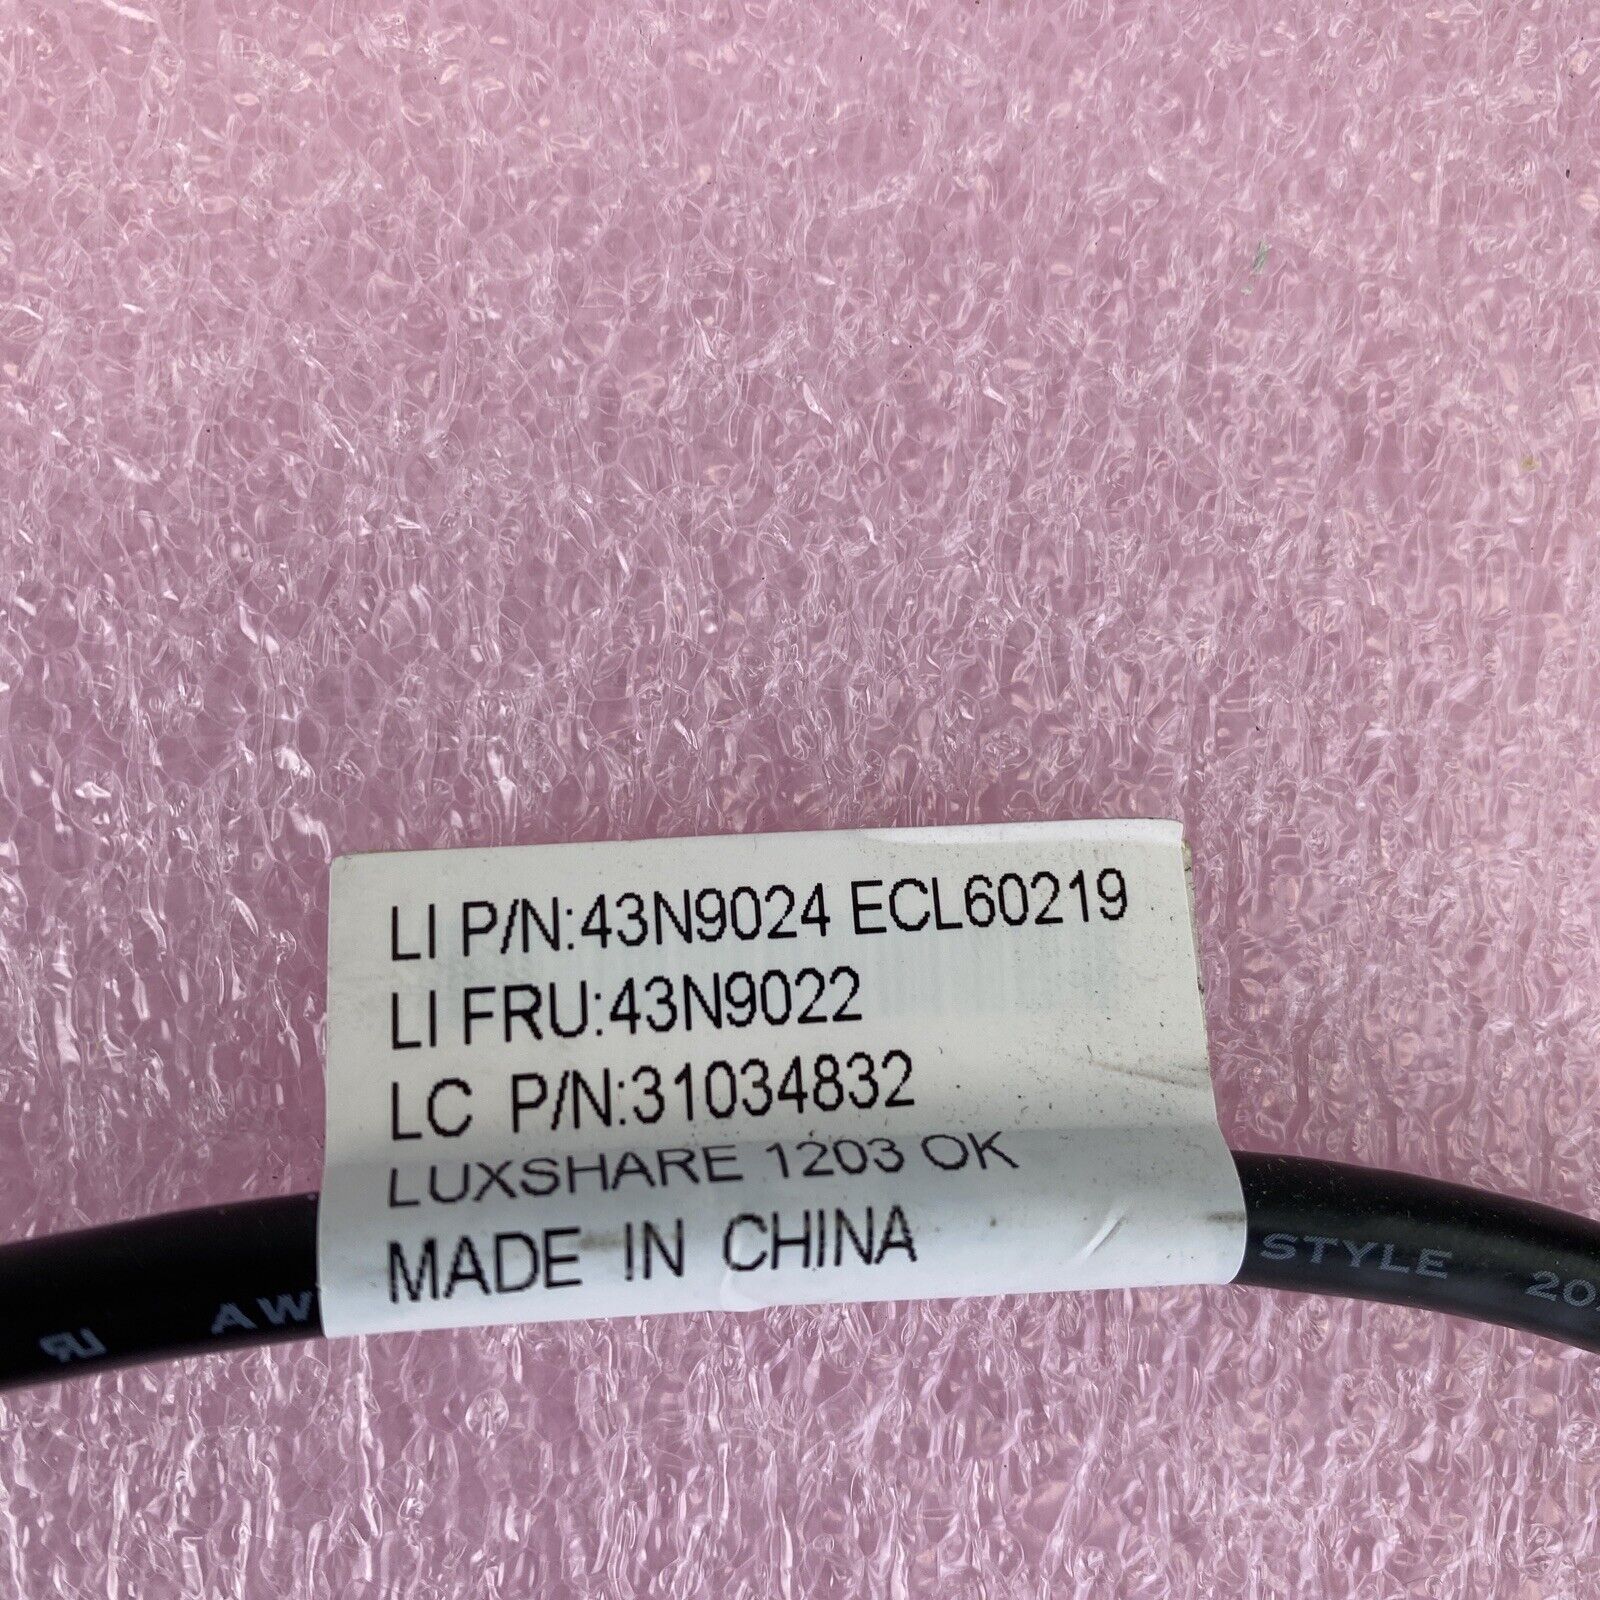 LI P/N:43N9024 ECL60219
LI FRU:43N9022
LC P/N:31034832
LUXSHARE 1203 OK
MADE IN CHINA
STYLE